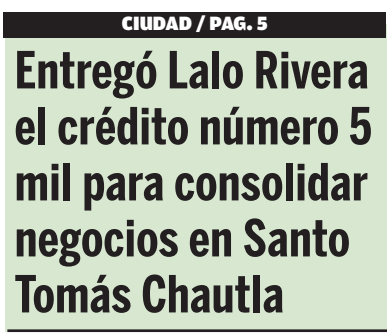 CIUDAD / PAG. 5
Entregó Lalo Rivera
el crédito número 5
mil para consolidar
negocios en Santo
Tomás Chautla